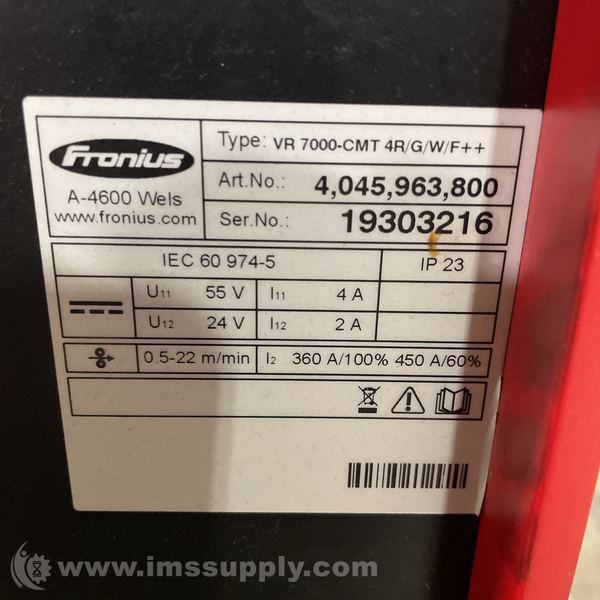 Fronius
Type: VR 7000-CMT 4R/G/W/F++
A-4600 Wels
www.fronius.com
Art.No.: 4,045,963,800
Ser.No.: 19303216
IEC 60 974-5 IP 23
U11 55 V I11 4 A
U12 24 V I12 2 A
0.5-22 m/min I2 360 A/100% 450 A/60%
www.imssupply.com